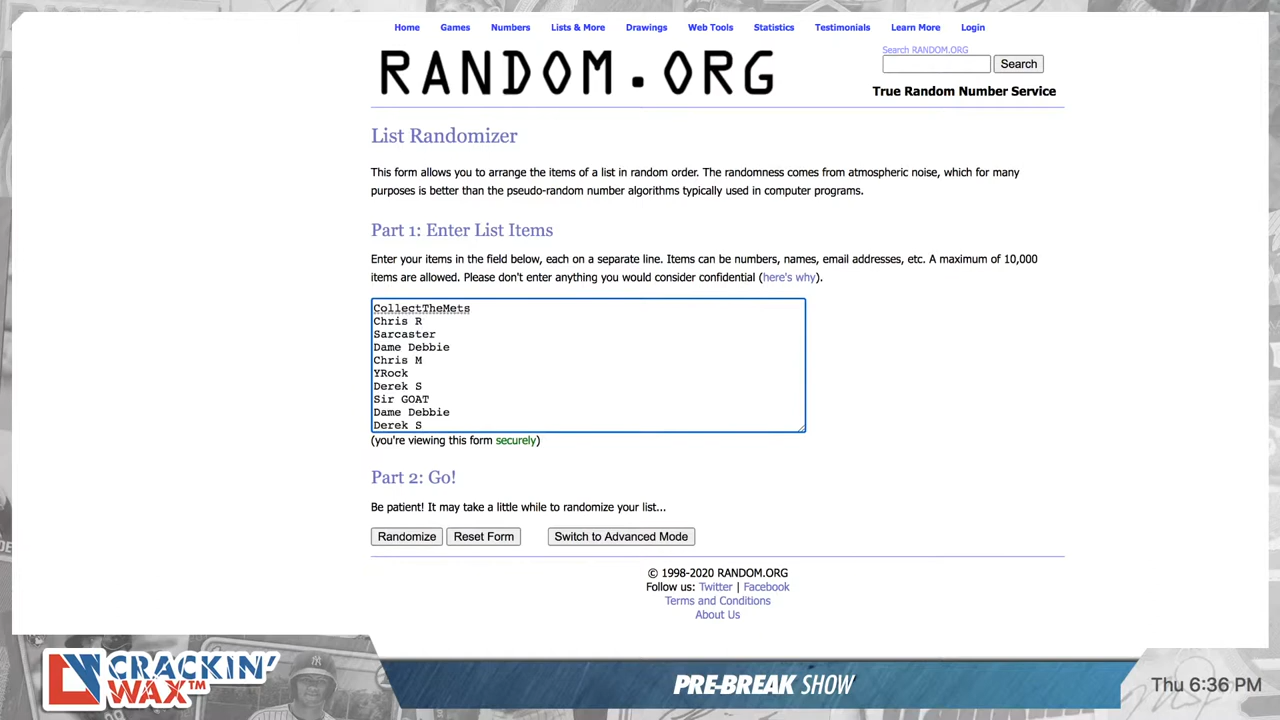 Home Games Numbers Lists & More Drawings Web Tools Statistics Testimonials Learn More Login
RANDOM.ORG
Search RANDOM.ORG
Search
True Random Number Service
List Randomizer
This form allows you to arrange the items of a list in random order. The randomness comes from atmospheric noise, which for many
purposes is better than the pseudo-random number algorithms typically used in computer programs.
Part 1: Enter List Items
Enter your items in the field below, each on a separate line. Items can be numbers, names, email addresses, etc. A maximum of 10,000
items are allowed. Please don't enter anything you would consider confidential (here's why).
CollectTheMets
Chris R
Sarcaster
Dame Debbie
Chris M
YRock
Derek S
Sir GOAT
Dame Debbie
Derek S
(you're viewing this form securely)
Part 2: Go!
Be patient! It may take a little while to randomize your list...
Randomize Reset Form Switch to Advanced Mode
© 1998-2020 RANDOM.ORG
Follow us: Twitter | Facebook
Terms and Conditions
About Us
CRACKIN'
WAX™
PRE-BREAK SHOW
Thu 6:36 PM